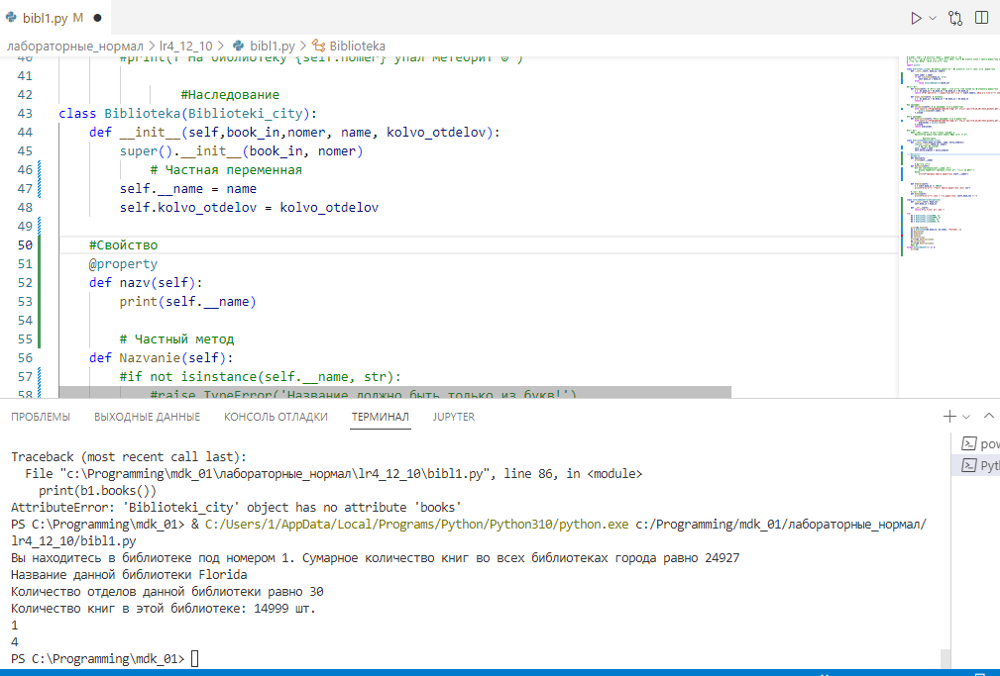 bibl1.py M
лабораторные_нормал > lr4_12_10 > bibl1.py > Biblioteka
40 #print(f"На библиотеку {self.nomer} упал метеорит ☺")
41
42 #Наследование
43 class Biblioteka(Biblioteki_city):
44 def __init__(self,book_in,nomer, name, kolvo_otdelov):
45 super().__init__(book_in, nomer)
46 # Частная переменная
47 self.__name = name
48 self.kolvo_otdelov = kolvo_otdelov
49
50 #Свойство
51 @property
52 def nazv(self):
53 print(self.__name)
54
55 # Частный метод
56 def Nazvanie(self):
57 #if not isinstance(self.__name, str):
58 #raise TypeError('Название должно быть только из букв!')
ПРОБЛЕМЫ ВЫХОДНЫЕ ДАННЫЕ КОНСОЛЬ ОТЛАДКИ ТЕРМИНАЛ JUPYTER
Traceback (most recent call last):
File "c:\Programming\mdk_01\лабораторные_нормал\lr4_12_10\bibl1.py", line 86, in <module>
print(b1.books())
AttributeError: 'Biblioteki_city' object has no attribute 'books'
PS C:\Programming\mdk_01> & C:/Users/1/AppData/Local/Programs/Python/Python310/python.exe c:/Programming/mdk_01/лабораторные_нормал/
lr4_12_10/bibl1.py
Вы находитесь в библиотеке под номером 1. Сумарное количество книг во всех библиотеках города равно 24927
Название данной библиотеки Florida
Количество отделов данной библиотеки равно 30
Количество книг в этой библиотеке: 14999 шт.
1
4
PS C:\Programming\mdk_01>
pow
Pyth